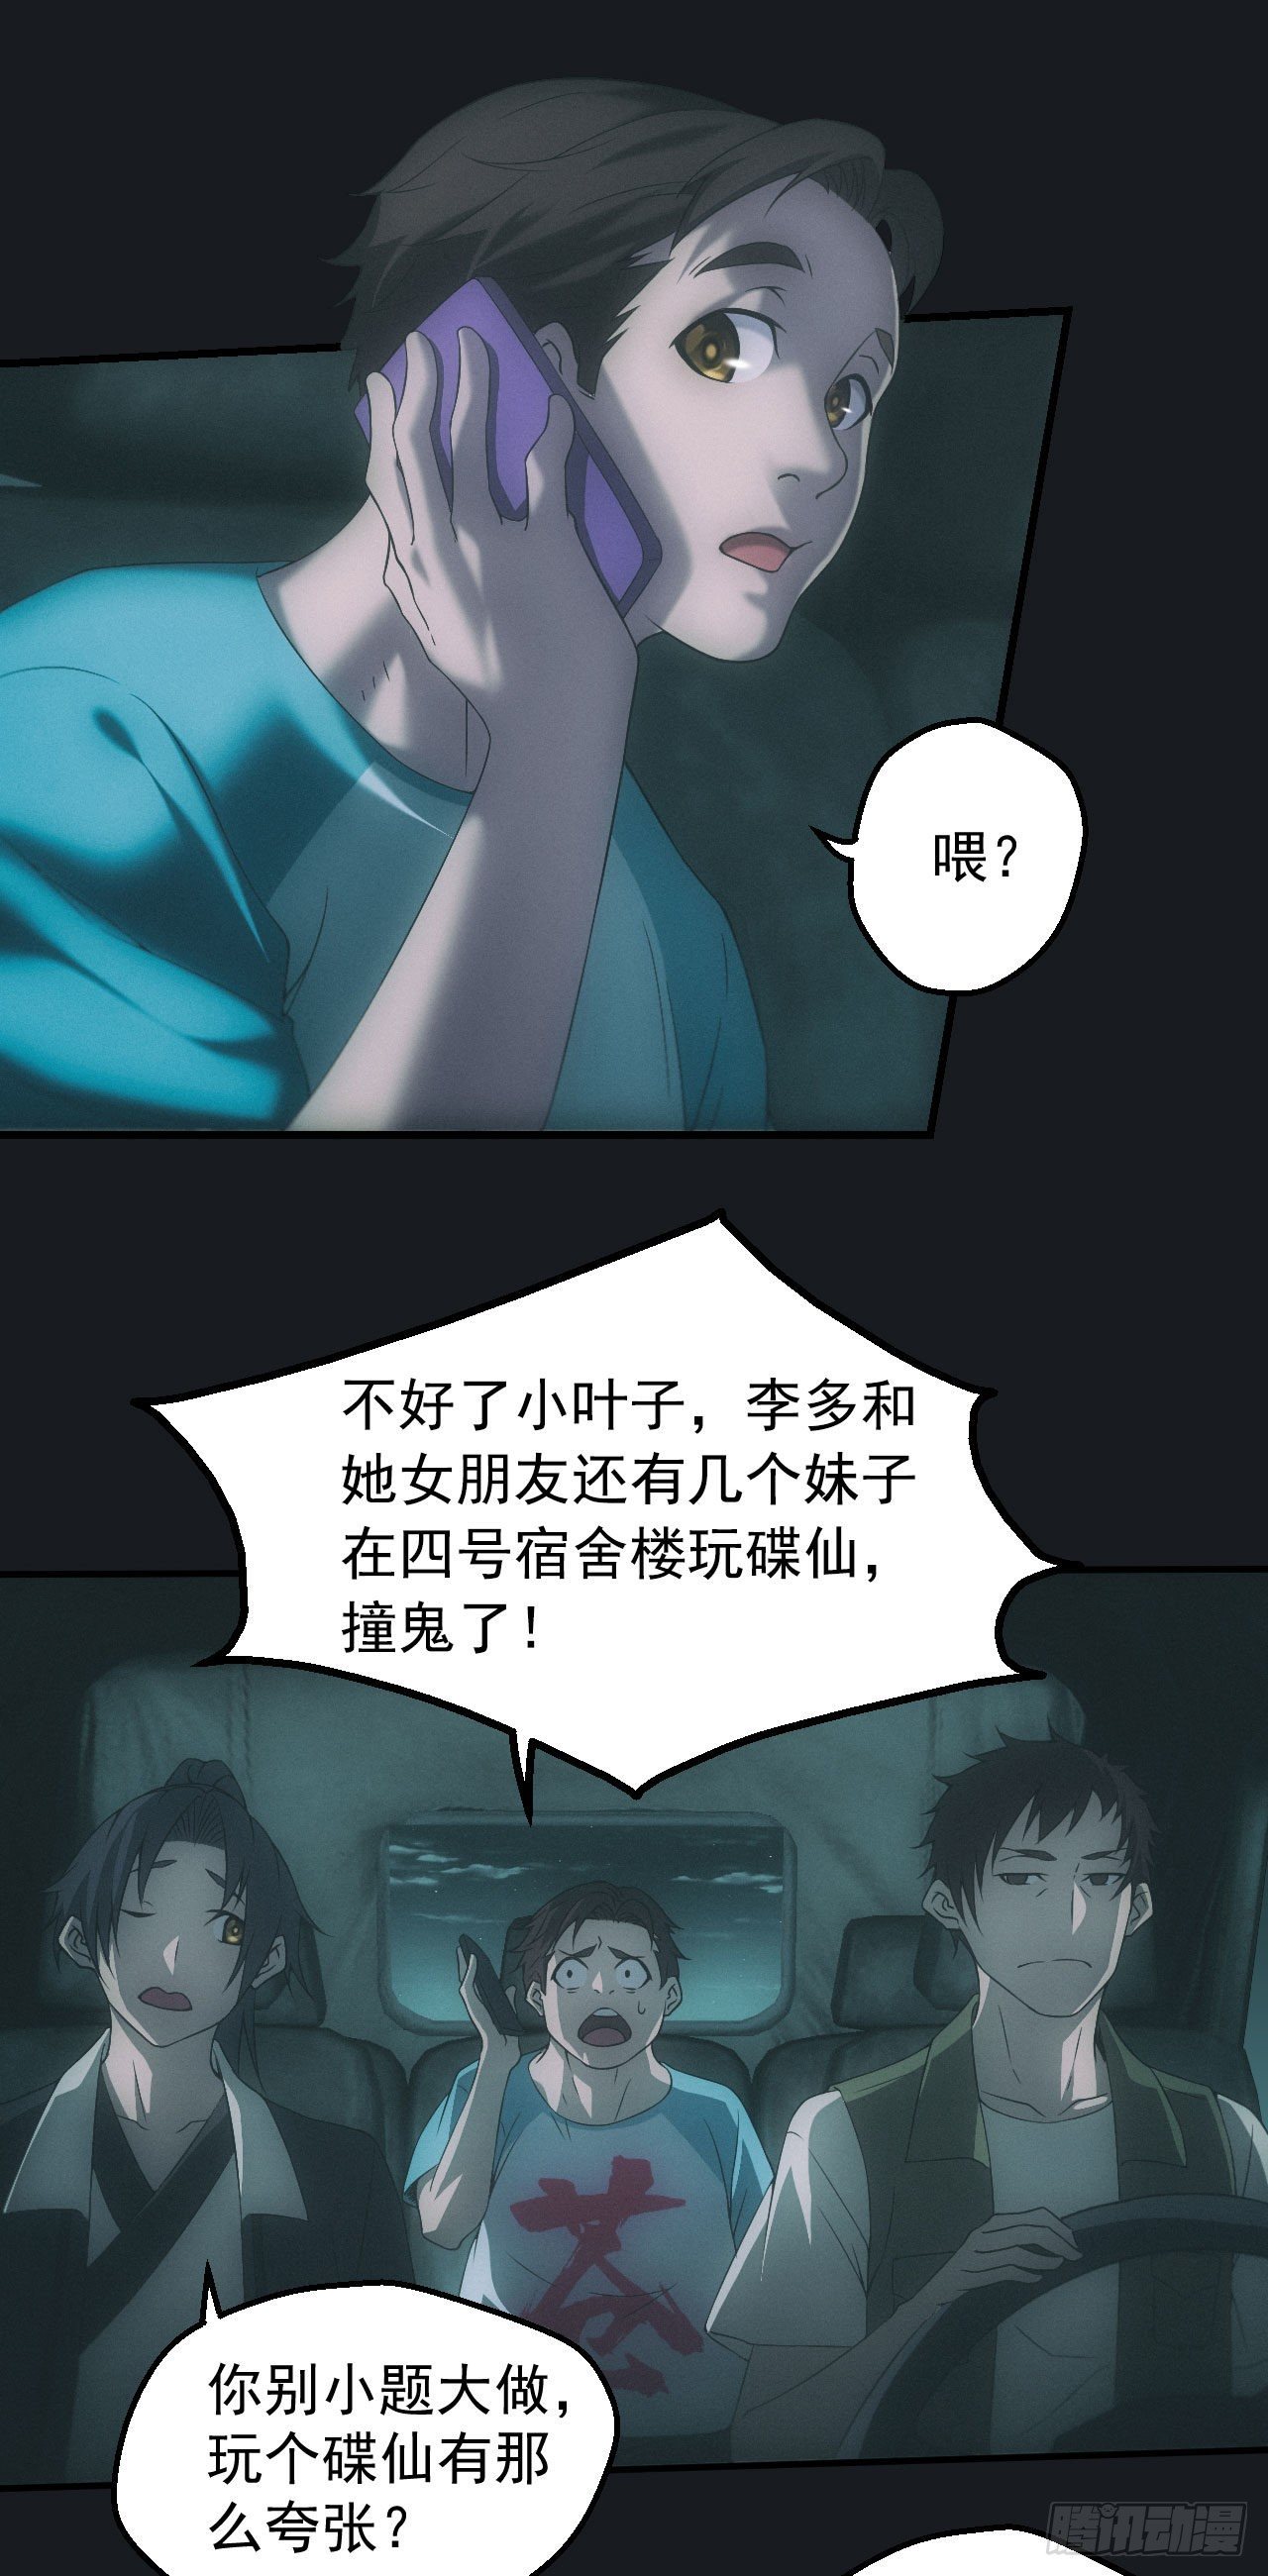 喂？
不好了小叶子，李多和
她女朋友还有几个妹子
在四号宿舍楼玩碟仙，
撞鬼了！
苍
你别小题大做，
玩个碟仙有那
么夸张？
腾讯动漫